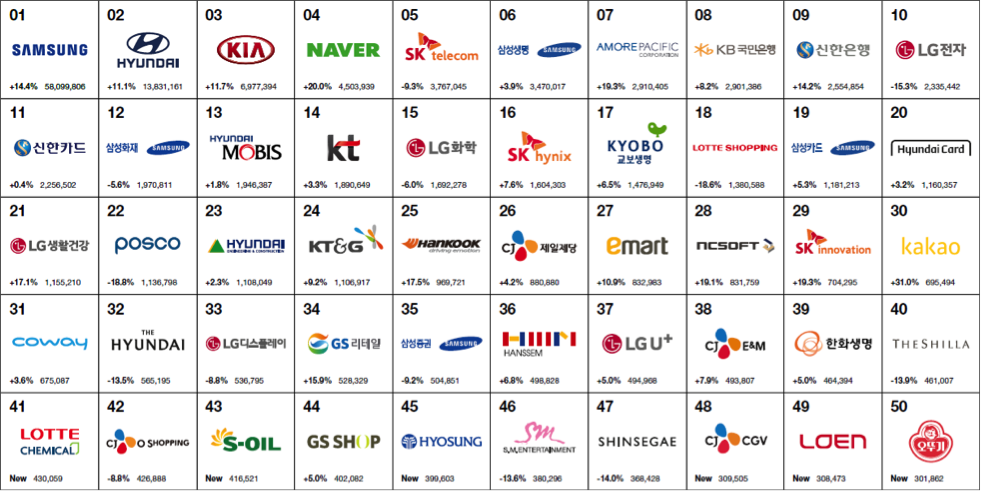 01 02 03 04 05 06 07 08 09 10
SAMSUNG HYUNDAI KIA NAVER SK telecom 삼성생명 SAMSUNG AMOREPACIFIC CORPORATION KB국민은행 신한은행 LG전자
+14.4% 58,099,806 +11.1% 13,831,161 +11.7% 6,977,394 +20.0% 4,503,939 -9.3% 3,767,045 +3.9% 3,470,017 +19.3% 2,910,405 +8.2% 2,901,386 +14.2% 2,554,854 -15.3% 2,335,442
11 12 13 14 15 16 17 18 19 20
신한카드 삼성화재 SAMSUNG HYUNDAI MOBIS kt LG화학 SK hynix KYOBO 교보생명 LOTTE SHOPPING 삼성카드 SAMSUNG Hyundai Card
+0.4% 2,256,502 -5.6% 1,970,811 +1.8% 1,946,387 +3.3% 1,890,649 -6.0% 1,692,278 +7.6% 1,604,303 +6.5% 1,476,949 -18.6% 1,380,588 +5.3% 1,181,213 +3.2% 1,160,357
21 22 23 24 25 26 27 28 29 30
LG생활건강 posco HYUNDAI ENGINEERING & CONSTRUCTION KT&G HANKOOK driving emotion CJ 제일제당 emart NCSOFT SK innovation kakao
+17.1% 1,155,210 -18.8% 1,136,798 +2.3% 1,108,049 +9.2% 1,106,917 +17.5% 969,721 +4.2% 880,880 +10.9% 832,983 +19.1% 831,759 +19.3% 704,295 +31.0% 695,494
31 32 33 34 35 36 37 38 39 40
coway THE HYUNDAI LG디스플레이 GS리테일 삼성증권 SAMSUNG HANSSEM LG U+ CJ E&M 한화생명 THE SHILLA
+3.6% 675,087 -13.5% 565,195 -8.8% 536,795 +15.9% 528,329 -9.2% 504,851 +6.8% 498,828 +5.0% 494,968 +7.9% 493,807 +5.0% 464,394 -13.9% 461,007
41 42 43 44 45 46 47 48 49 50
LOTTE CHEMICAL CJ O SHOPPING S-OIL GS SHOP HYOSUNG SM S.M.ENTERTAINMENT SHINSEGAE CJ CGV LOEN 오뚜기
New 430,059 -8.8% 426,888 New 416,521 +5.0% 402,082 New 399,603 -13.6% 380,296 -14.0% 368,428 New 309,505 New 308,473 New 301,862